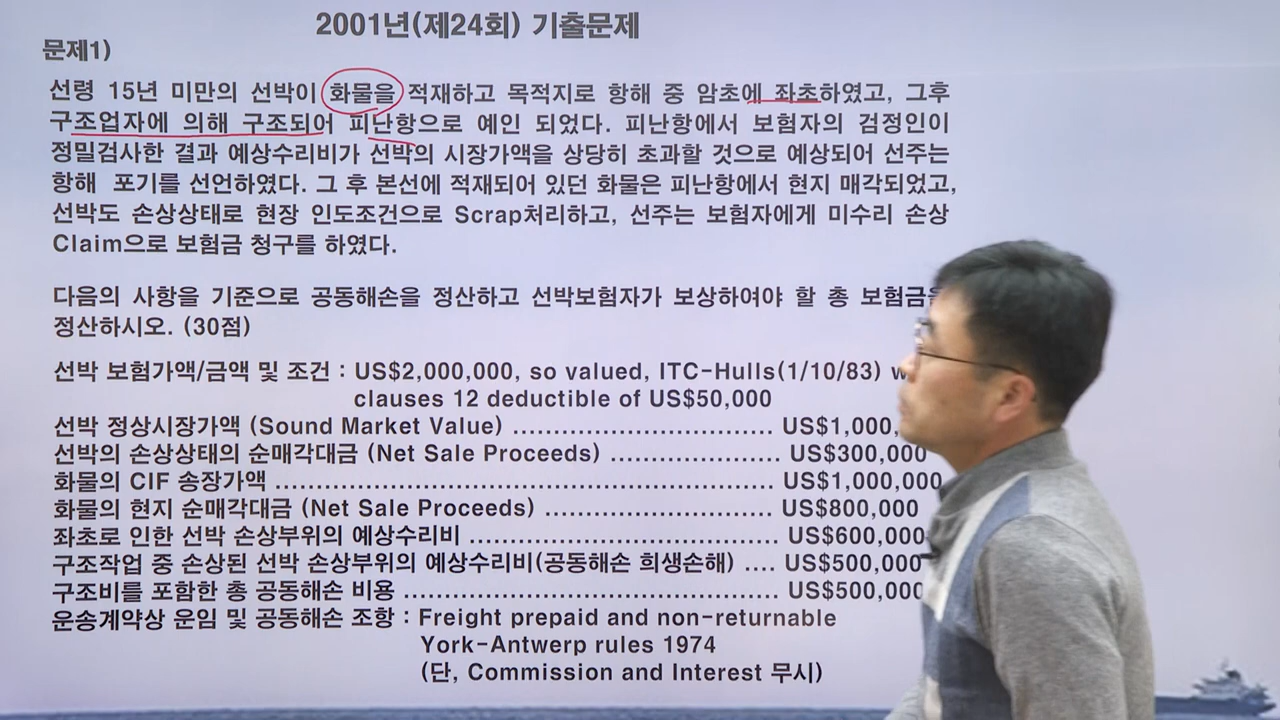 2001년(제24회) 기출문제
문제1)
선령 15년 미만의 선박이 화물을 적재하고 목적지로 항해 중 암초에 좌초하였고, 그후
구조업자에 의해 구조되어 피난항으로 예인 되었다. 피난항에서 보험자의 검정인이
정밀검사한 결과 예상수리비가 선박의 시장가액을 상당히 초과할 것으로 예상되어 선주는
항해 포기를 선언하였다. 그 후 본선에 적재되어 있던 화물은 피난항에서 현지 매각되었고,
선박도 손상상태로 현장 인도조건으로 Scrap처리하고, 선주는 보험자에게 미수리 손상
Claim으로 보험금 청구를 하였다.
다음의 사항을 기준으로 공동해손을 정산하고 선박보험자가 보상하여야 할 총 보험금을
정산하시오. (30점)
선박 보험가액/금액 및 조건 : US$2,000,000, so valued, ITC-Hulls(1/10/83)
clauses 12 deductible of US$50,000
선박 정상시장가액 (Sound Market Value) .............................. US$1,000,
선박의 손상상태의 순매각대금 (Net Sale Proceeds) .................... US$300,000
화물의 CIF 송장가액 .......................................................... US$1,000,000
화물의 현지 순매각대금 (Net Sale Proceeds) ........................... US$800,000
좌초로 인한 선박 손상부위의 예상수리비 ................................... US$600,000
구조작업 중 손상된 선박 손상부위의 예상수리비(공동해손 희생손해) .... US$500,000
구조비를 포함한 총 공동해손 비용 ........................................... US$500,000
운송계약상 운임 및 공동해손 조항 : Freight prepaid and non-returnable
York-Antwerp rules 1974
(단, Commission and Interest 무시)